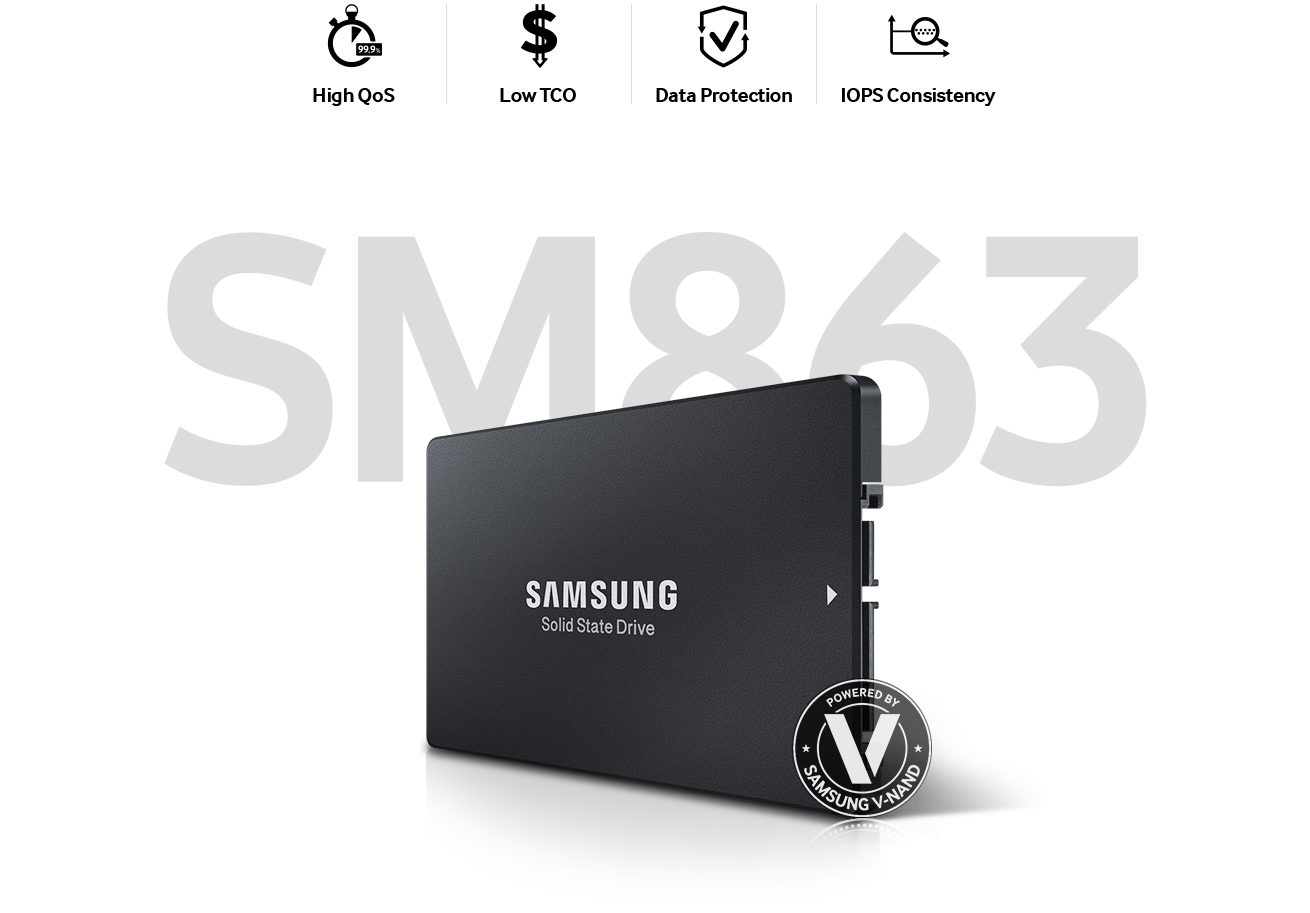 99.9%
High QoS
$
Low TCO
Data Protection
IOPS Consistency
SM863
SAMSUNG
Solid State Drive
POWERED BY
V
SAMSUNG V-NAND